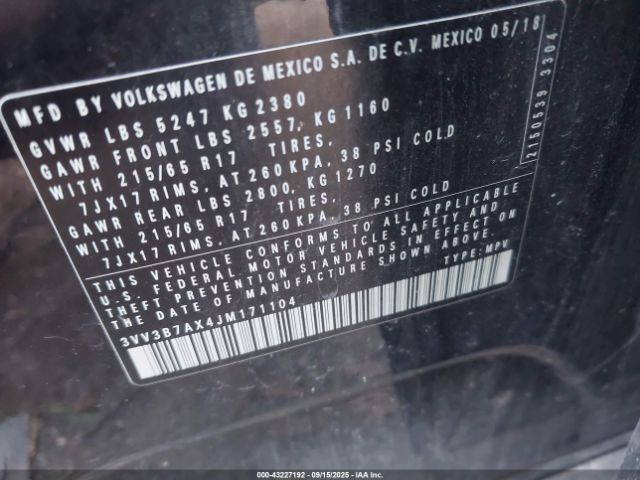 MFD BY VOLKSWAGEN DE MEXICO S.A. DE C.V. MEXICO 05/18
GVWR LBS 5247 KG 2380
GAWR FRONT LBS 2557, KG 1160
WITH 215/65 R17 TIRES,
7JX17 RIMS, AT 260 KPA, 38 PSI COLD
GAWR REAR LBS 2800, KG 1270
WITH 215/65 R17 TIRES,
7JX17 RIMS, AT 260 KPA, 38 PSI COLD
THIS VEHICLE CONFORMS TO ALL APPLICABLE
U.S. FEDERAL MOTOR VEHICLE SAFETY AND
THEFT PREVENTION STANDARDS IN EFFECT ON
THE DATE OF MANUFACTURE SHOWN ABOVE.
3VV3B7AX4JM171104 TYPE: MPV
2150539 3304
000-43227192 - 09/15/2025 - IAA Inc.